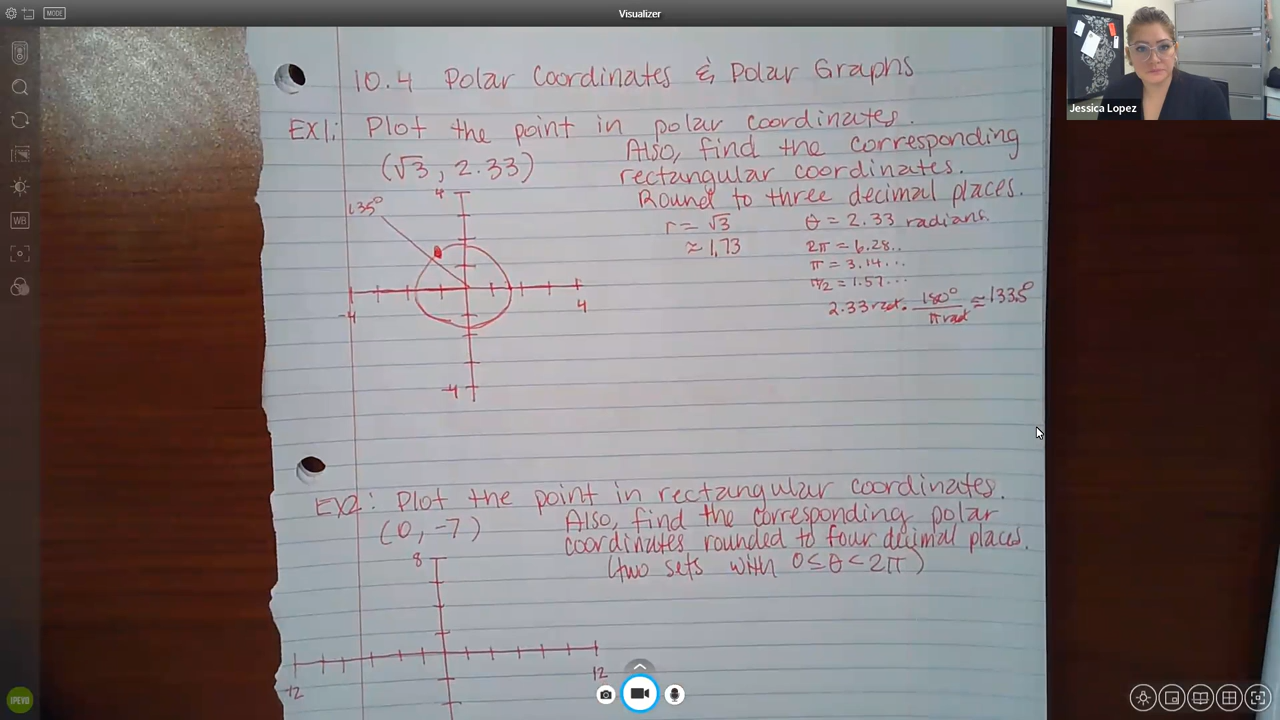 MODE
Visualizer
Jessica Lopez
WB
IPEVO
10.4 Polar Coordinates & Polar Graphs
EX1: Plot the point in polar coordinates.
Also, find the corresponding
(√3, 2.33)
rectangular coordinates.
Round to three decimal places.
4
135°
r = √3
θ = 2.33 radians
≈ 1.73
2π = 6.28..
π = 3.14...
π/2 = 1.57...
2.33 rad. 180°/π rad ≈ 133.5°
-4
4
-4
EX2: Plot the point in rectangular coordinates.
(0, -7)
Also, find the corresponding polar
coordinates rounded to four decimal places.
(two sets with 0 ≤ θ < 2π)
8
-12
12